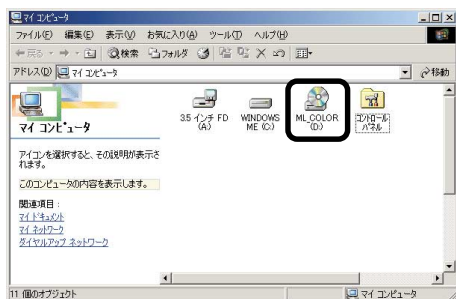 マイ コンピュータ
ファイル(F) 編集(E) 表示(V) お気に入り(A) ツール(T) ヘルプ(H)
戻る 検索 フォルダ
アドレス(D) マイ コンピュータ 移動
マイ コンピュータ
アイコンを選択すると、その説明が表示さ
れます。
このコンピュータの内容を表示します。
関連項目:
マイ ドキュメント
マイ ネットワーク
ダイヤルアップ ネットワーク
3.5 インチ FD
(A:)
WINDOWS
ME (C:)
ML_COLOR
(D:)
コントロール
パネル
11 個のオブジェクト マイ コンピュータ